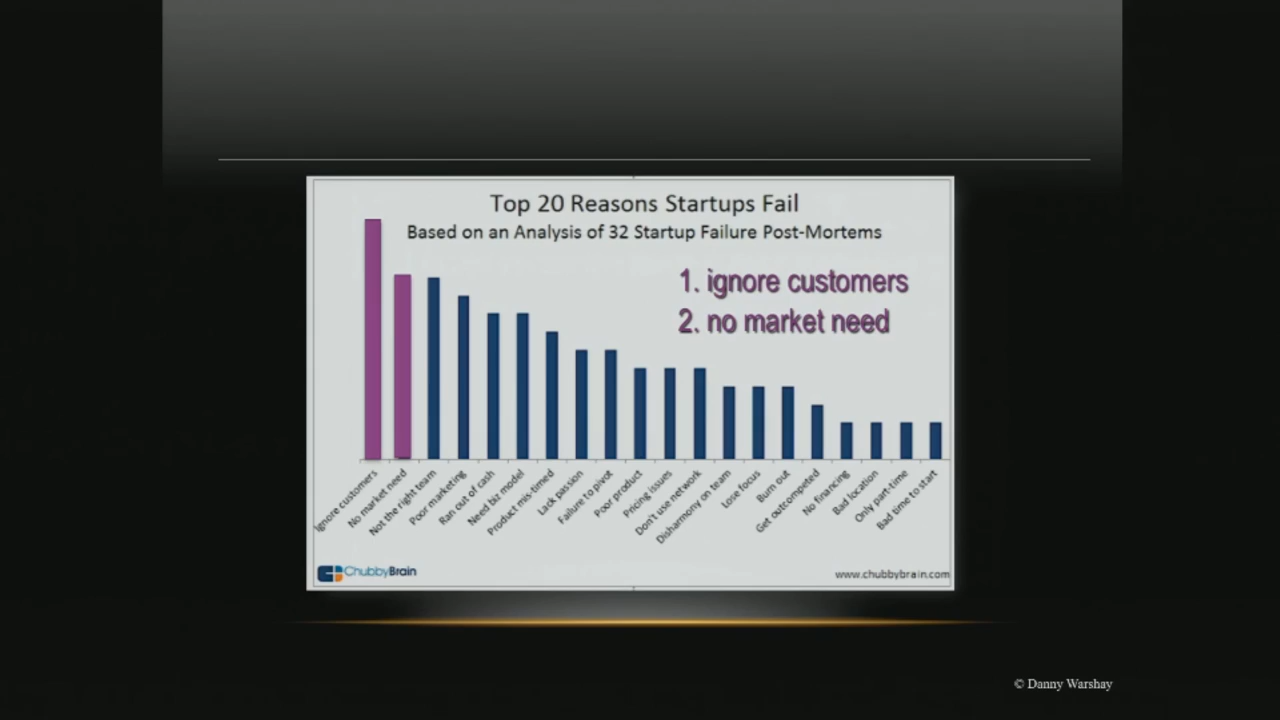 Top 20 Reasons Startups Fail
Based on an Analysis of 32 Startup Failure Post-Mortems
1. ignore customers
2. no market need
Ignore customers
No market need
Not the right team
Poor marketing
Ran out of cash
Need biz model
Product mis-timed
Lack passion
Failure to pivot
Poor product
Pricing issues
Don't use network
Disharmony on team
Lose focus
Burn out
Get outcompeted
No financing
Bad location
Only part-time
Bad time to start
ChubbyBrain
www.chubbybrain.com
© Danny Warshay